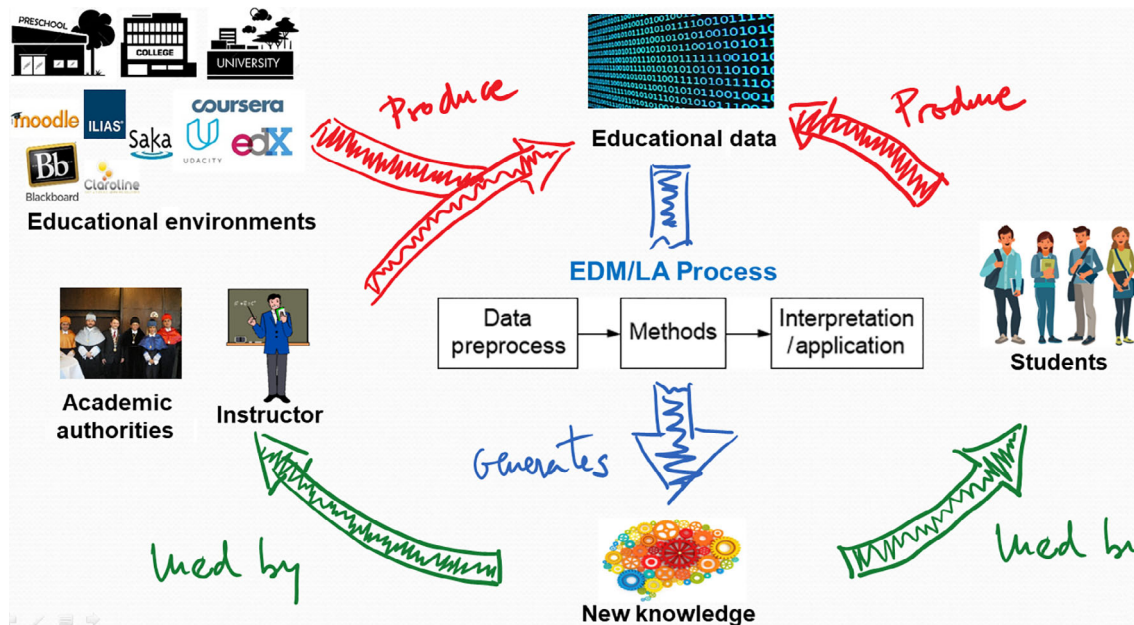 PRESCHOOL
COLLEGE
UNIVERSITY
moodle
ILIAS
Saka
coursera
UDACITY
edX
Bb
Blackboard
Claroline
Educational environments
Produce
Educational data
Produce
EDM/LA Process
Data
preprocess
Methods
Interpretation
/application
Students
Academic
authorities
Instructor
Generates
Used by
Used by
New knowledge